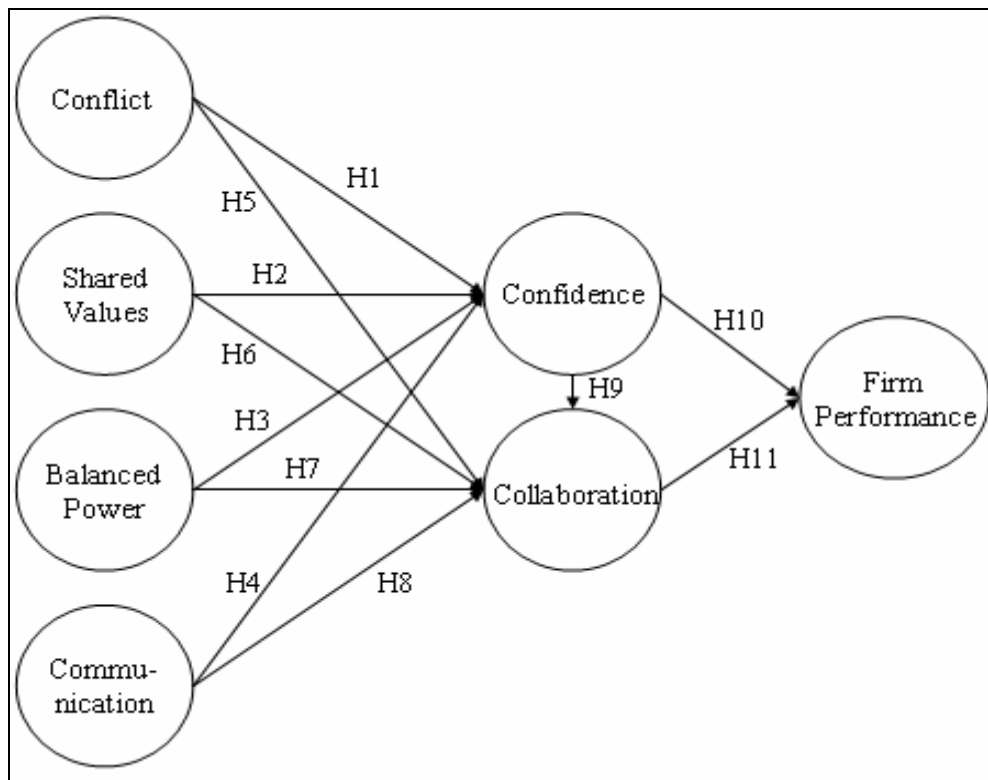 Conflict
H1
H5
Shared
Values
H2
Confidence
H10
H6
H9
Firm
Performance
H3
Balanced
Power
H7
Collaboration
H11
H4
H8
Commu-
nication